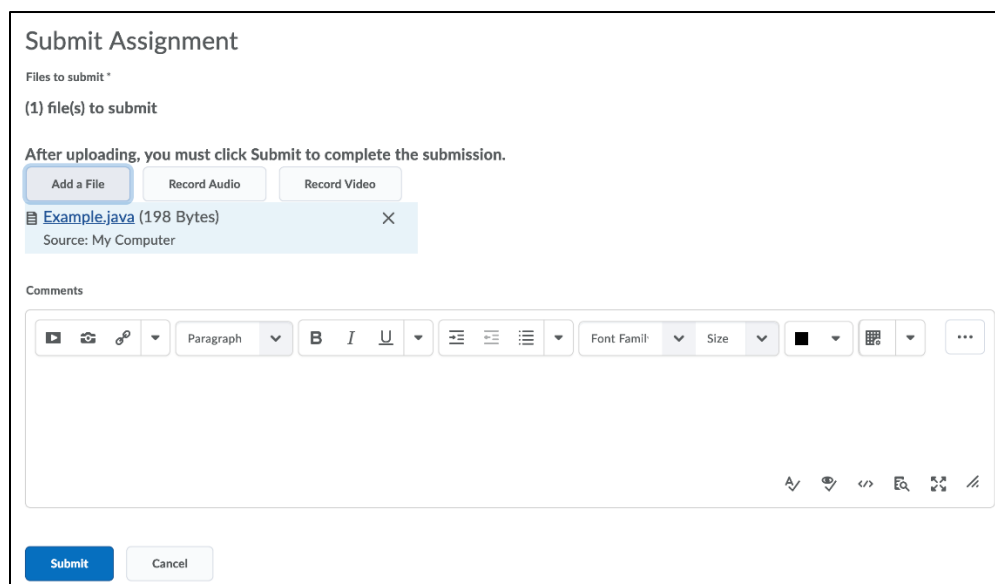 Submit Assignment
Files to submit *
(1) file(s) to submit
After uploading, you must click Submit to complete the submission.
Add a File Record Audio Record Video
Example.java (198 Bytes)
Source: My Computer
Comments
Paragraph B I U Font Famil Size
Submit Cancel